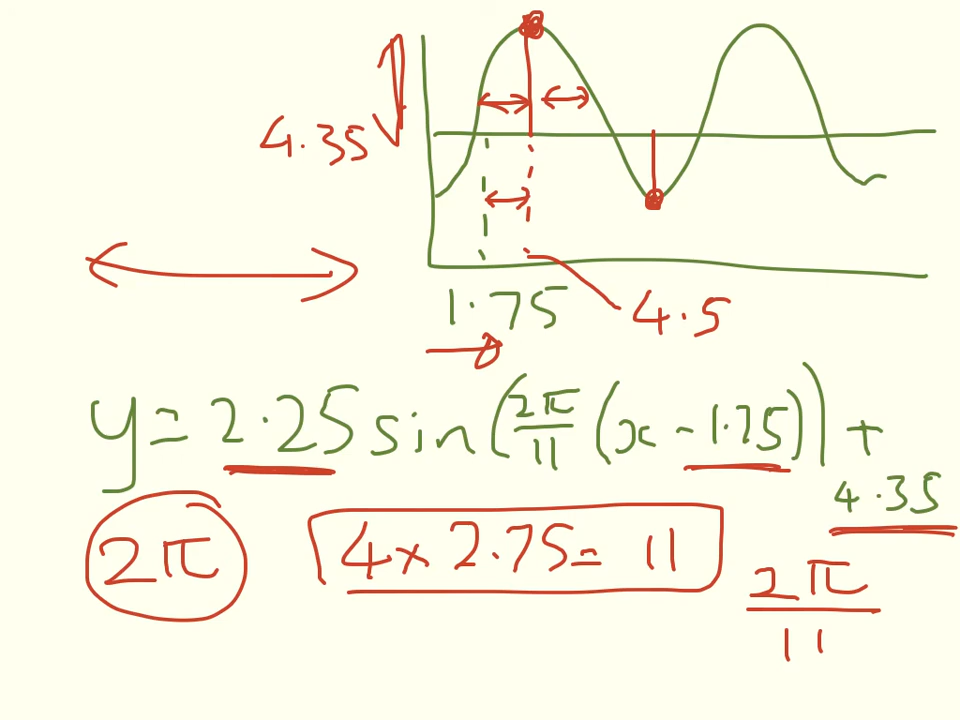 4.35
1.75
4.5
y = 2.25 sin(2π/11 (x - 1.75)) +
4.35
2π
4 × 2.75 = 11
2π/11